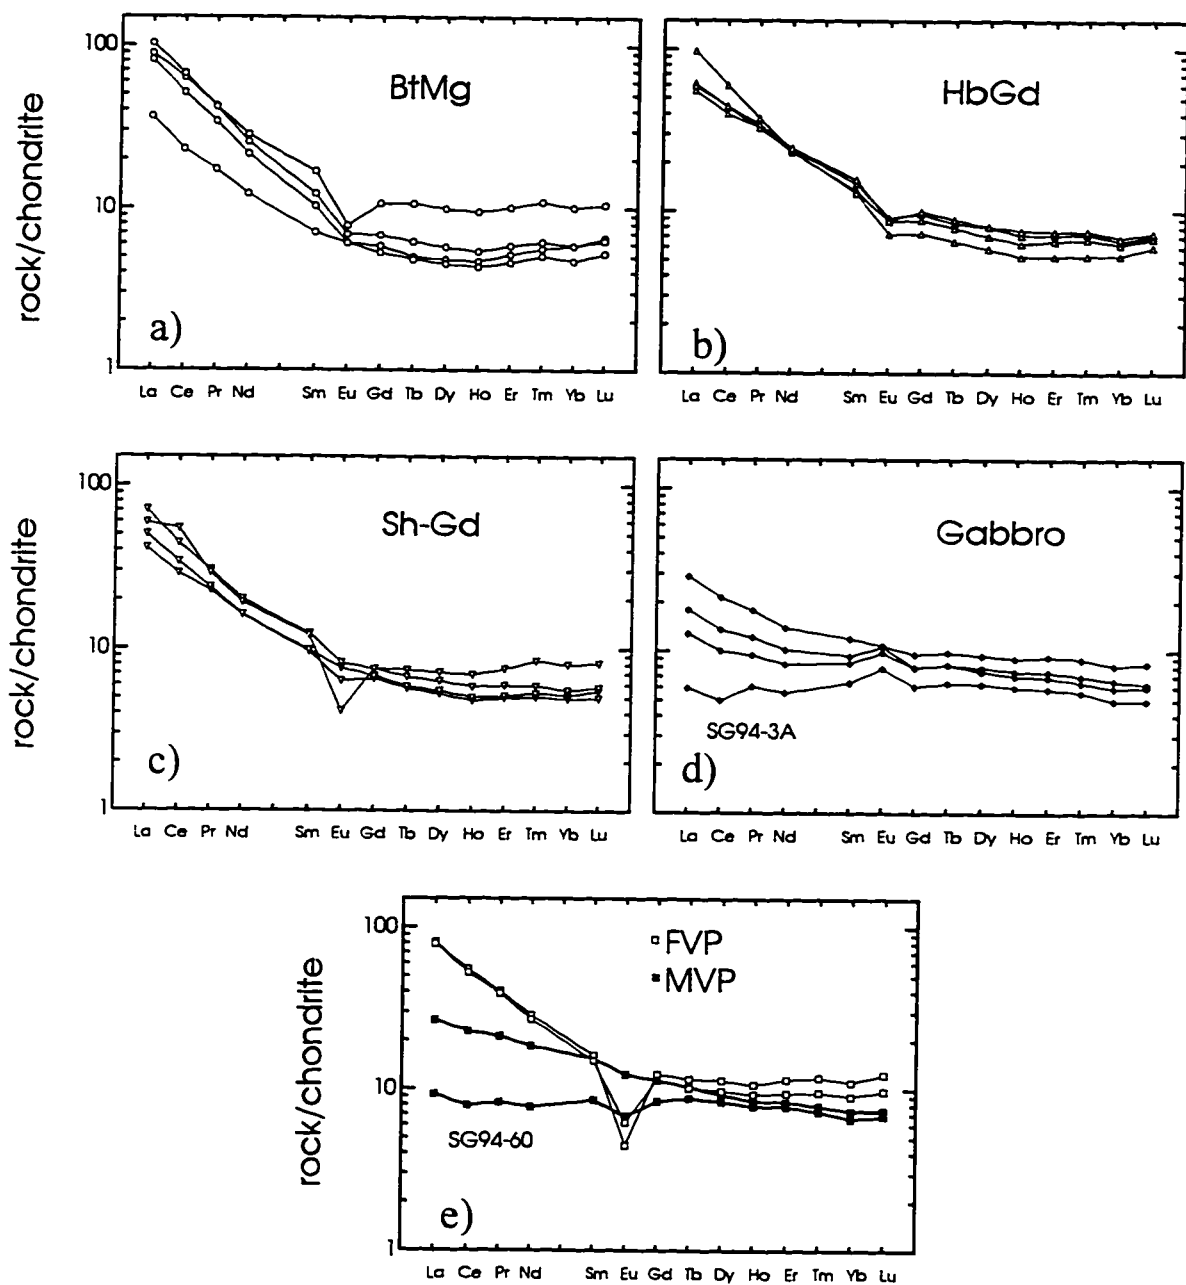 BtMg
HbGd
100
10
1
rock/chondrite
a)
b)
La Ce Pr Nd Sm Eu Gd Tb Dy Ho Er Tm Yb Lu
La Ce Pr Nd Sm Eu Gd Tb Dy Ho Er Tm Yb Lu
Sh-Gd
Gabbro
100
10
1
rock/chondrite
SG94-3A
c)
d)
La Ce Pr Nd Sm Eu Gd Tb Dy Ho Er Tm Yb Lu
La Ce Pr Nd Sm Eu Gd Tb Dy Ho Er Tm Yb Lu
FVP
MVP
100
10
1
rock/chondrite
SG94-60
e)
La Ce Pr Nd Sm Eu Gd Tb Dy Ho Er Tm Yb Lu